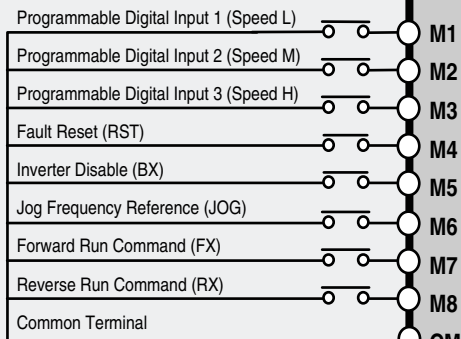 Programmable Digital Input 1 (Speed L)
M1
Programmable Digital Input 2 (Speed M)
M2
Programmable Digital Input 3 (Speed H)
M3
Fault Reset (RST)
M4
Inverter Disable (BX)
M5
Jog Frequency Reference (JOG)
M6
Forward Run Command (FX)
M7
Reverse Run Command (RX)
M8
Common Terminal